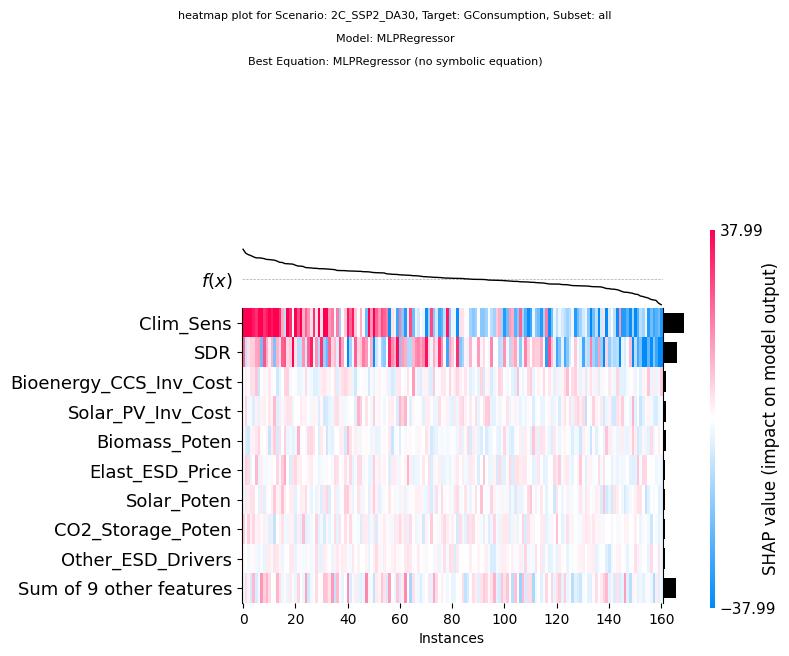 heatmap plot for Scenario: 2C_SSP2_DA30, Target: GConsumption, Subset: all
Model: MLPRegressor
Best Equation: MLPRegressor (no symbolic equation)
37.99
f(x)
Clim_Sens
SDR
Bioenergy_CCS_Inv_Cost
Solar_PV_Inv_Cost
Biomass_Poten
Elast_ESD_Price
Solar_Poten
CO2_Storage_Poten
Other_ESD_Drivers
Sum of 9 other features
SHAP value (impact on model output)
−37.99
0 20 40 60 80 100 120 140 160
Instances